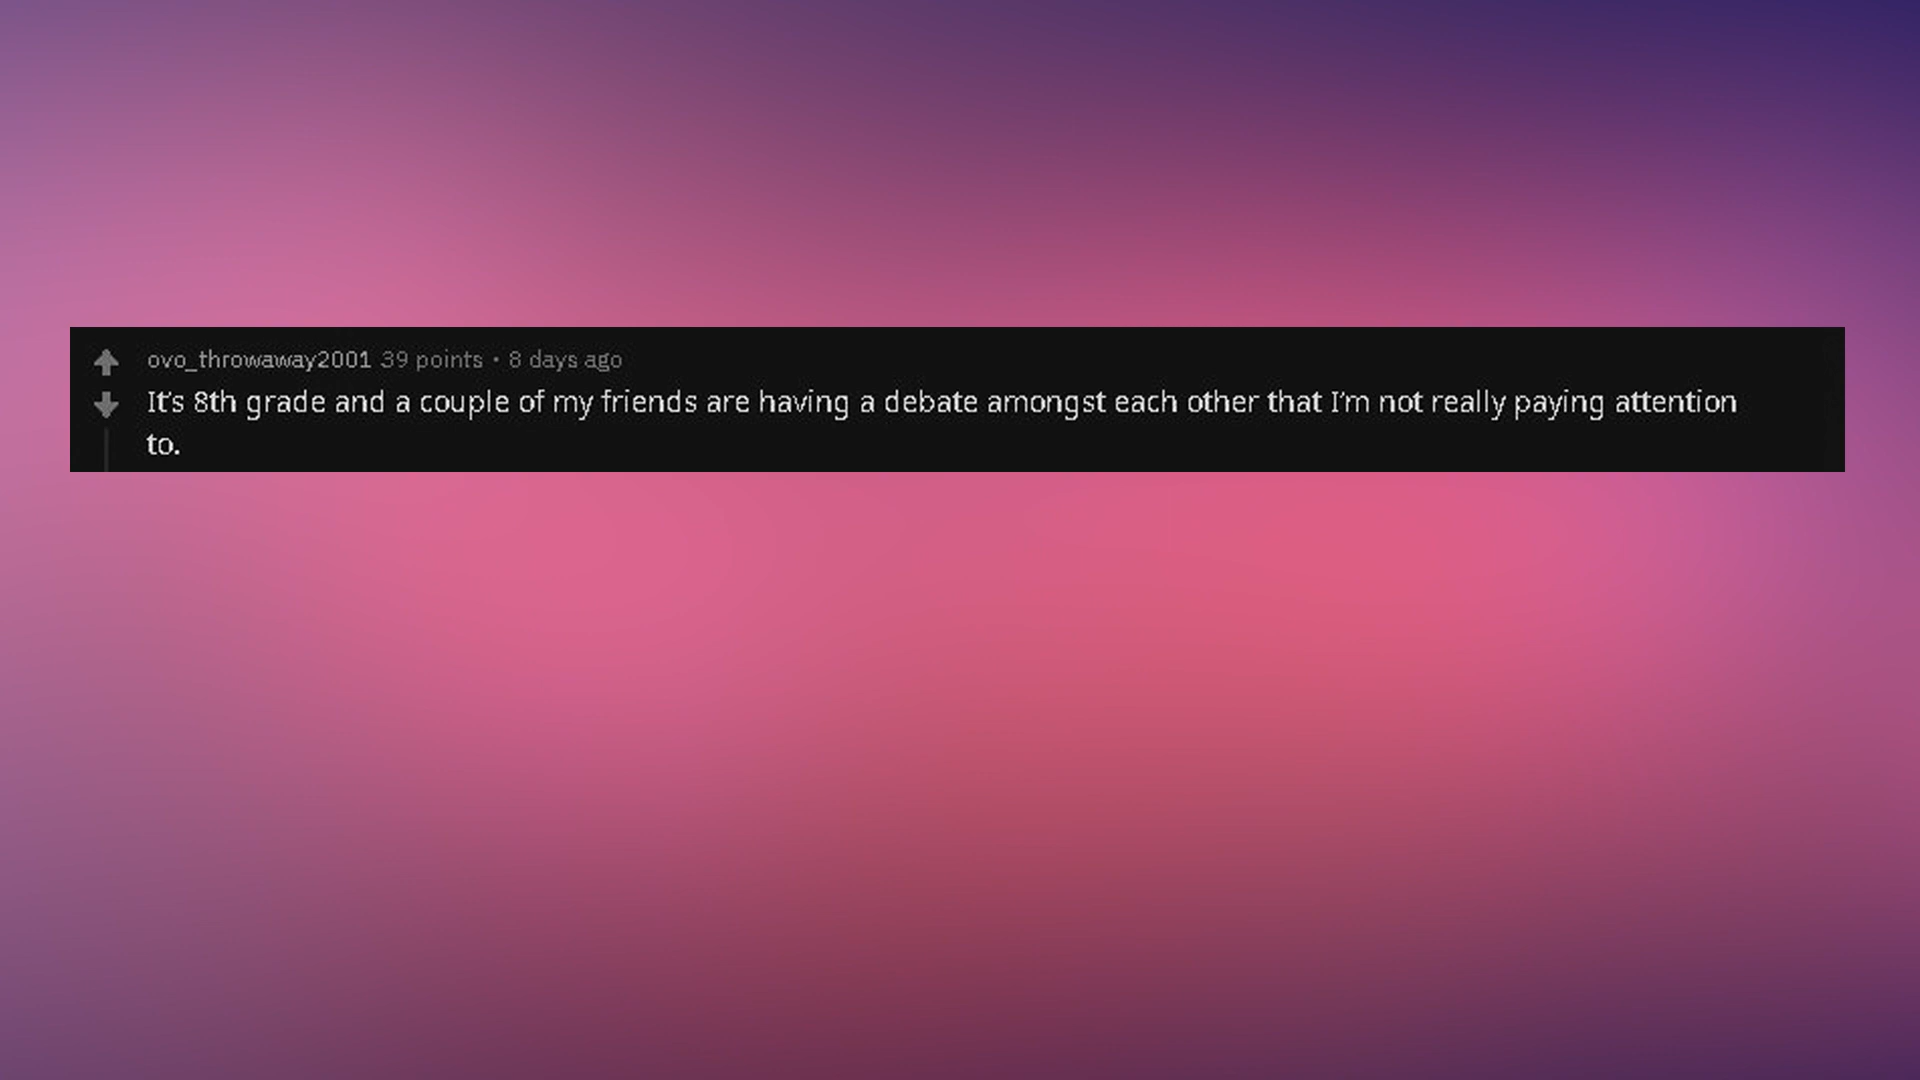 ovo_throwaway2001 39 points • 8 days ago
It's 8th grade and a couple of my friends are having a debate amongst each other that I'm not really paying attention
to.